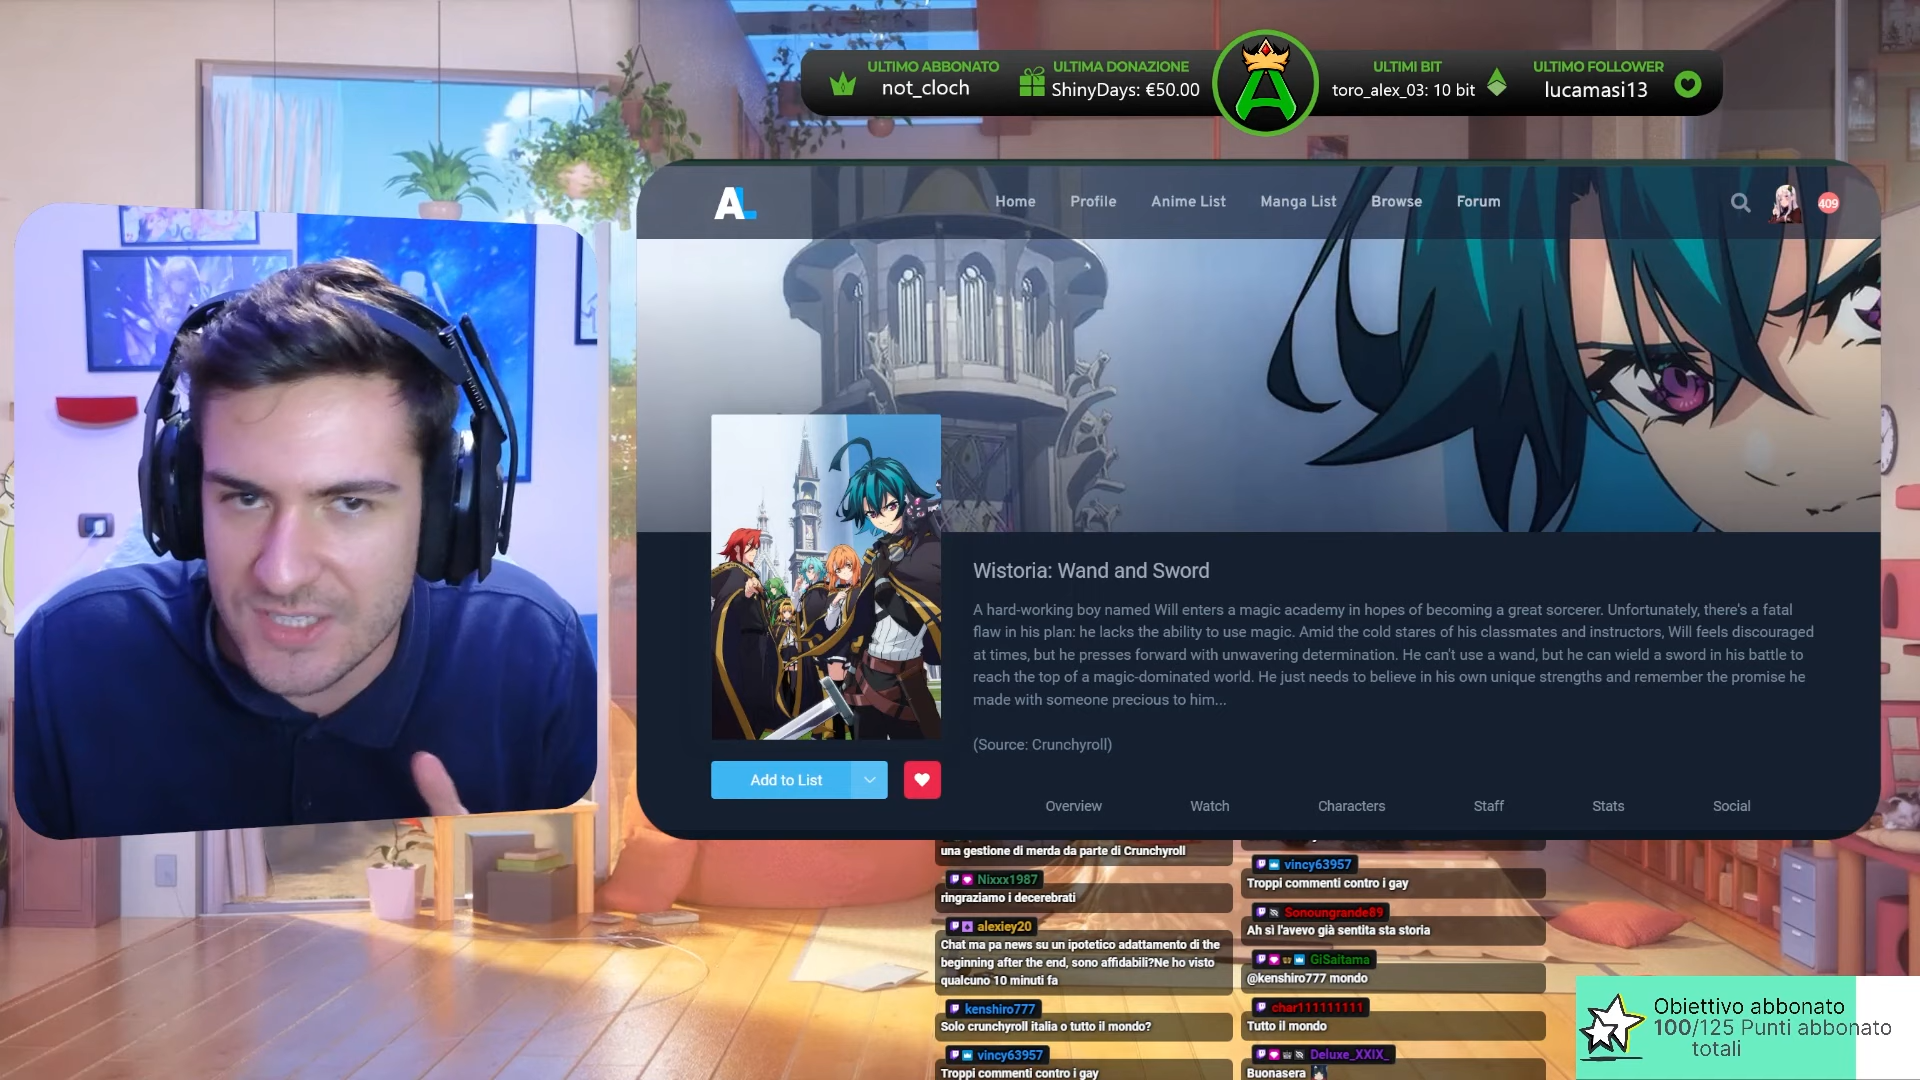 ULTIMO ABBONATO
not_cloch
ULTIMA DONAZIONE
ShinyDays: €50.00
A
ULTIMI BIT
toro_alex_03: 10 bit
ULTIMO FOLLOWER
lucamasi13
AL
Home Profile Anime List Manga List Browse Forum
409
Wistoria: Wand and Sword
A hard-working boy named Will enters a magic academy in hopes of becoming a great sorcerer. Unfortunately, there's a fatal
flaw in his plan: he lacks the ability to use magic. Amid the cold stares of his classmates and instructors, Will feels discouraged
at times, but he presses forward with unwavering determination. He can't use a wand, but he can wield a sword in his battle to
reach the top of a magic-dominated world. He just needs to believe in his own unique strengths and remember the promise he
made with someone precious to him...
(Source: Crunchyroll)
Add to List
Overview Watch Characters Staff Stats Social
una gestione di merda da parte di Crunchyroll
Nixxx1987
ringraziamo i decerebrati
alexiey20
Chat ma pa news su un ipotetico adattamento di the
beginning after the end, sono affidabili?Ne ho visto
qualcuno 10 minuti fa
kenshiro777
Solo crunchyroll italia o tutto il mondo?
vincy63957
Troppi commenti contro i gay
vincy63957
Troppi commenti contro i gay
Sonoungrande89
Ah sì l'avevo già sentita sta storia
GiSaitama
@kenshiro777 mondo
char111111111
Tutto il mondo
Deluxe_XXIX_
Buonasera
Obiettivo abbonato
100/125 Punti abbonato
totali